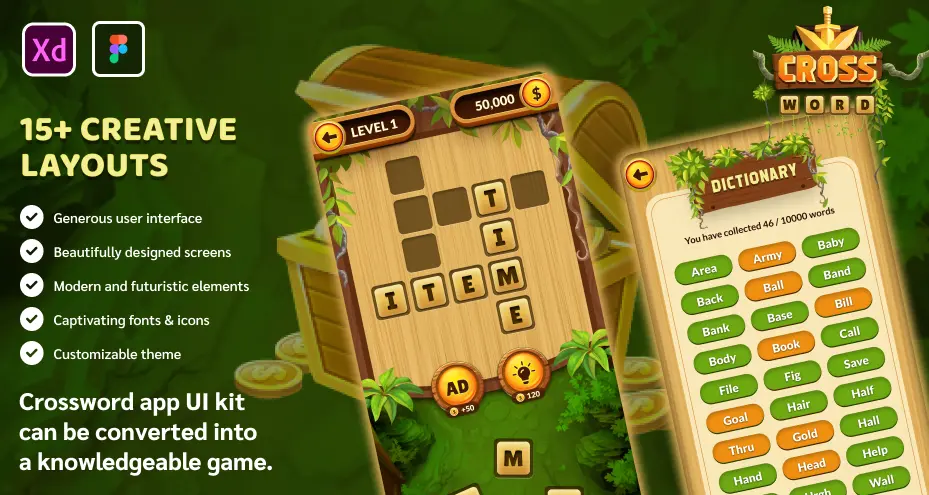 Xd
15+ CREATIVE
LAYOUTS
Generous user interface
Beautifully designed screens
Modern and futuristic elements
Captivating fonts & icons
Customizable theme
Crossword app UI kit
can be converted into
a knowledgeable game.
LEVEL 1
50,000
$
T
I
I T E M
E
AD
+50
120
M
CROSS
WORD
DICTIONARY
You have collected 46 / 10000 words
Area Army Baby
Back Ball Band
Bank Base Bill
Body Book Call
File Fig Save
Goal Hair Half
Thru Gold Hall
Hand Head Help
Wall